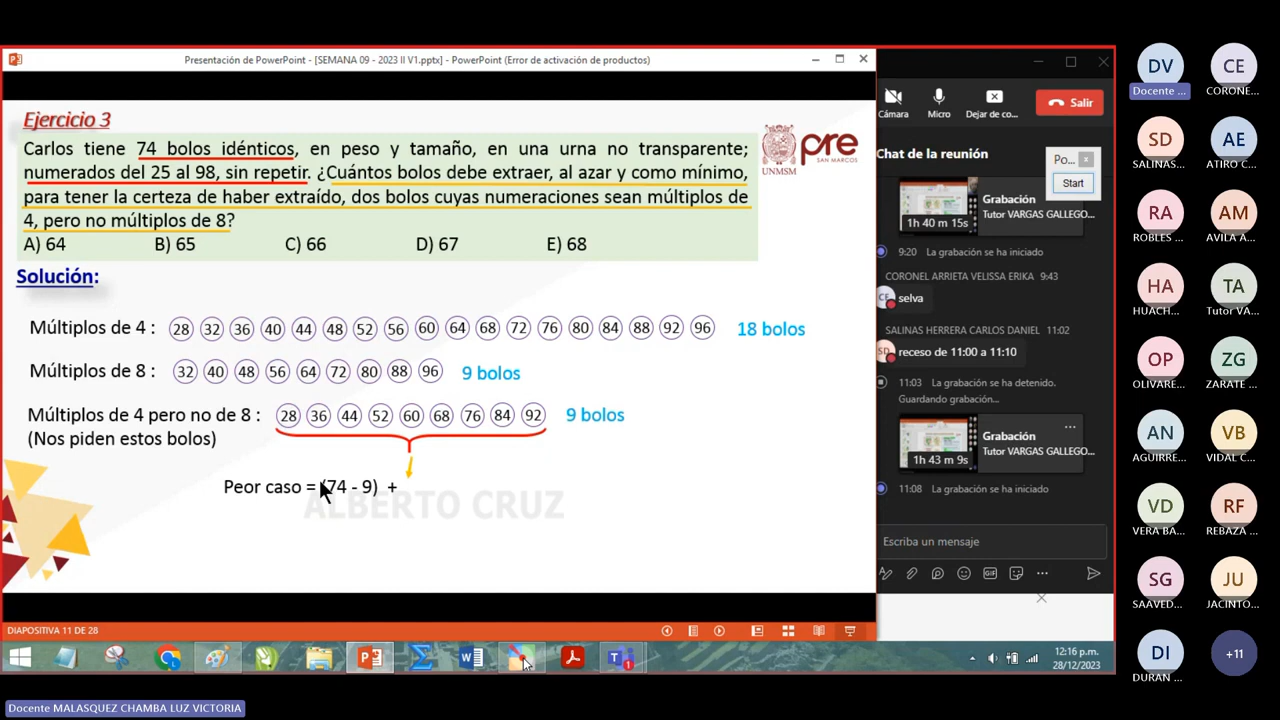 Presentación de PowerPoint - [SEMANA 09 - 2023 II V1.pptx] - PowerPoint (Error de activación de productos)
Ejercicio 3
Carlos tiene 74 bolos idénticos, en peso y tamaño, en una urna no transparente;
numerados del 25 al 98, sin repetir. ¿Cuántos bolos debe extraer, al azar y como mínimo,
para tener la certeza de haber extraído, dos bolos cuyas numeraciones sean múltiplos de
4, pero no múltiplos de 8?
A) 64 B) 65 C) 66 D) 67 E) 68
pre
SAN MARCOS
UNMSM
Solución:
Múltiplos de 4 : 28 32 36 40 44 48 52 56 60 64 68 72 76 80 84 88 92 96 18 bolos
Múltiplos de 8 : 32 40 48 56 64 72 80 88 96 9 bolos
Múltiplos de 4 pero no de 8 : 28 36 44 52 60 68 76 84 92 9 bolos
(Nos piden estos bolos)
Peor caso = (74 - 9) +
ALBERTO CRUZ
DIAPOSITIVA 11 DE 28
Cámara
Micro
Dejar de co...
Salir
Chat de la reunión
Po...
Start
Grabación
Tutor VARGAS GALLEGO...
1h 40 m 15s
9:20 La grabación se ha iniciado
CORONEL ARRIETA VELISSA ERIKA 9:43
CE
selva
SALINAS HERRERA CARLOS DANIEL 11:02
SD
receso de 11:00 a 11:10
11:03 La grabación se ha detenido.
Guardando grabación...
Grabación
Tutor VARGAS GALLEGO...
1h 43 m 9s
11:08 La grabación se ha iniciado
Escriba un mensaje
GIF
12:16 p.m.
28/12/2023
DV CE
Docente ... CORONE...
SD AE
SALINAS... ATIRO C...
RA AM
ROBLES ... AVILA A...
HA TA
HUACH... Tutor VA...
OP ZG
OLIVARE... ZARATE ...
AN VB
AGUIRRE... VIDAL C...
VD RF
VERA BA... REBAZA ...
SG JU
SAAVED... JACINTO...
DI +11
DURAN ...
Docente MALASQUEZ CHAMBA LUZ VICTORIA